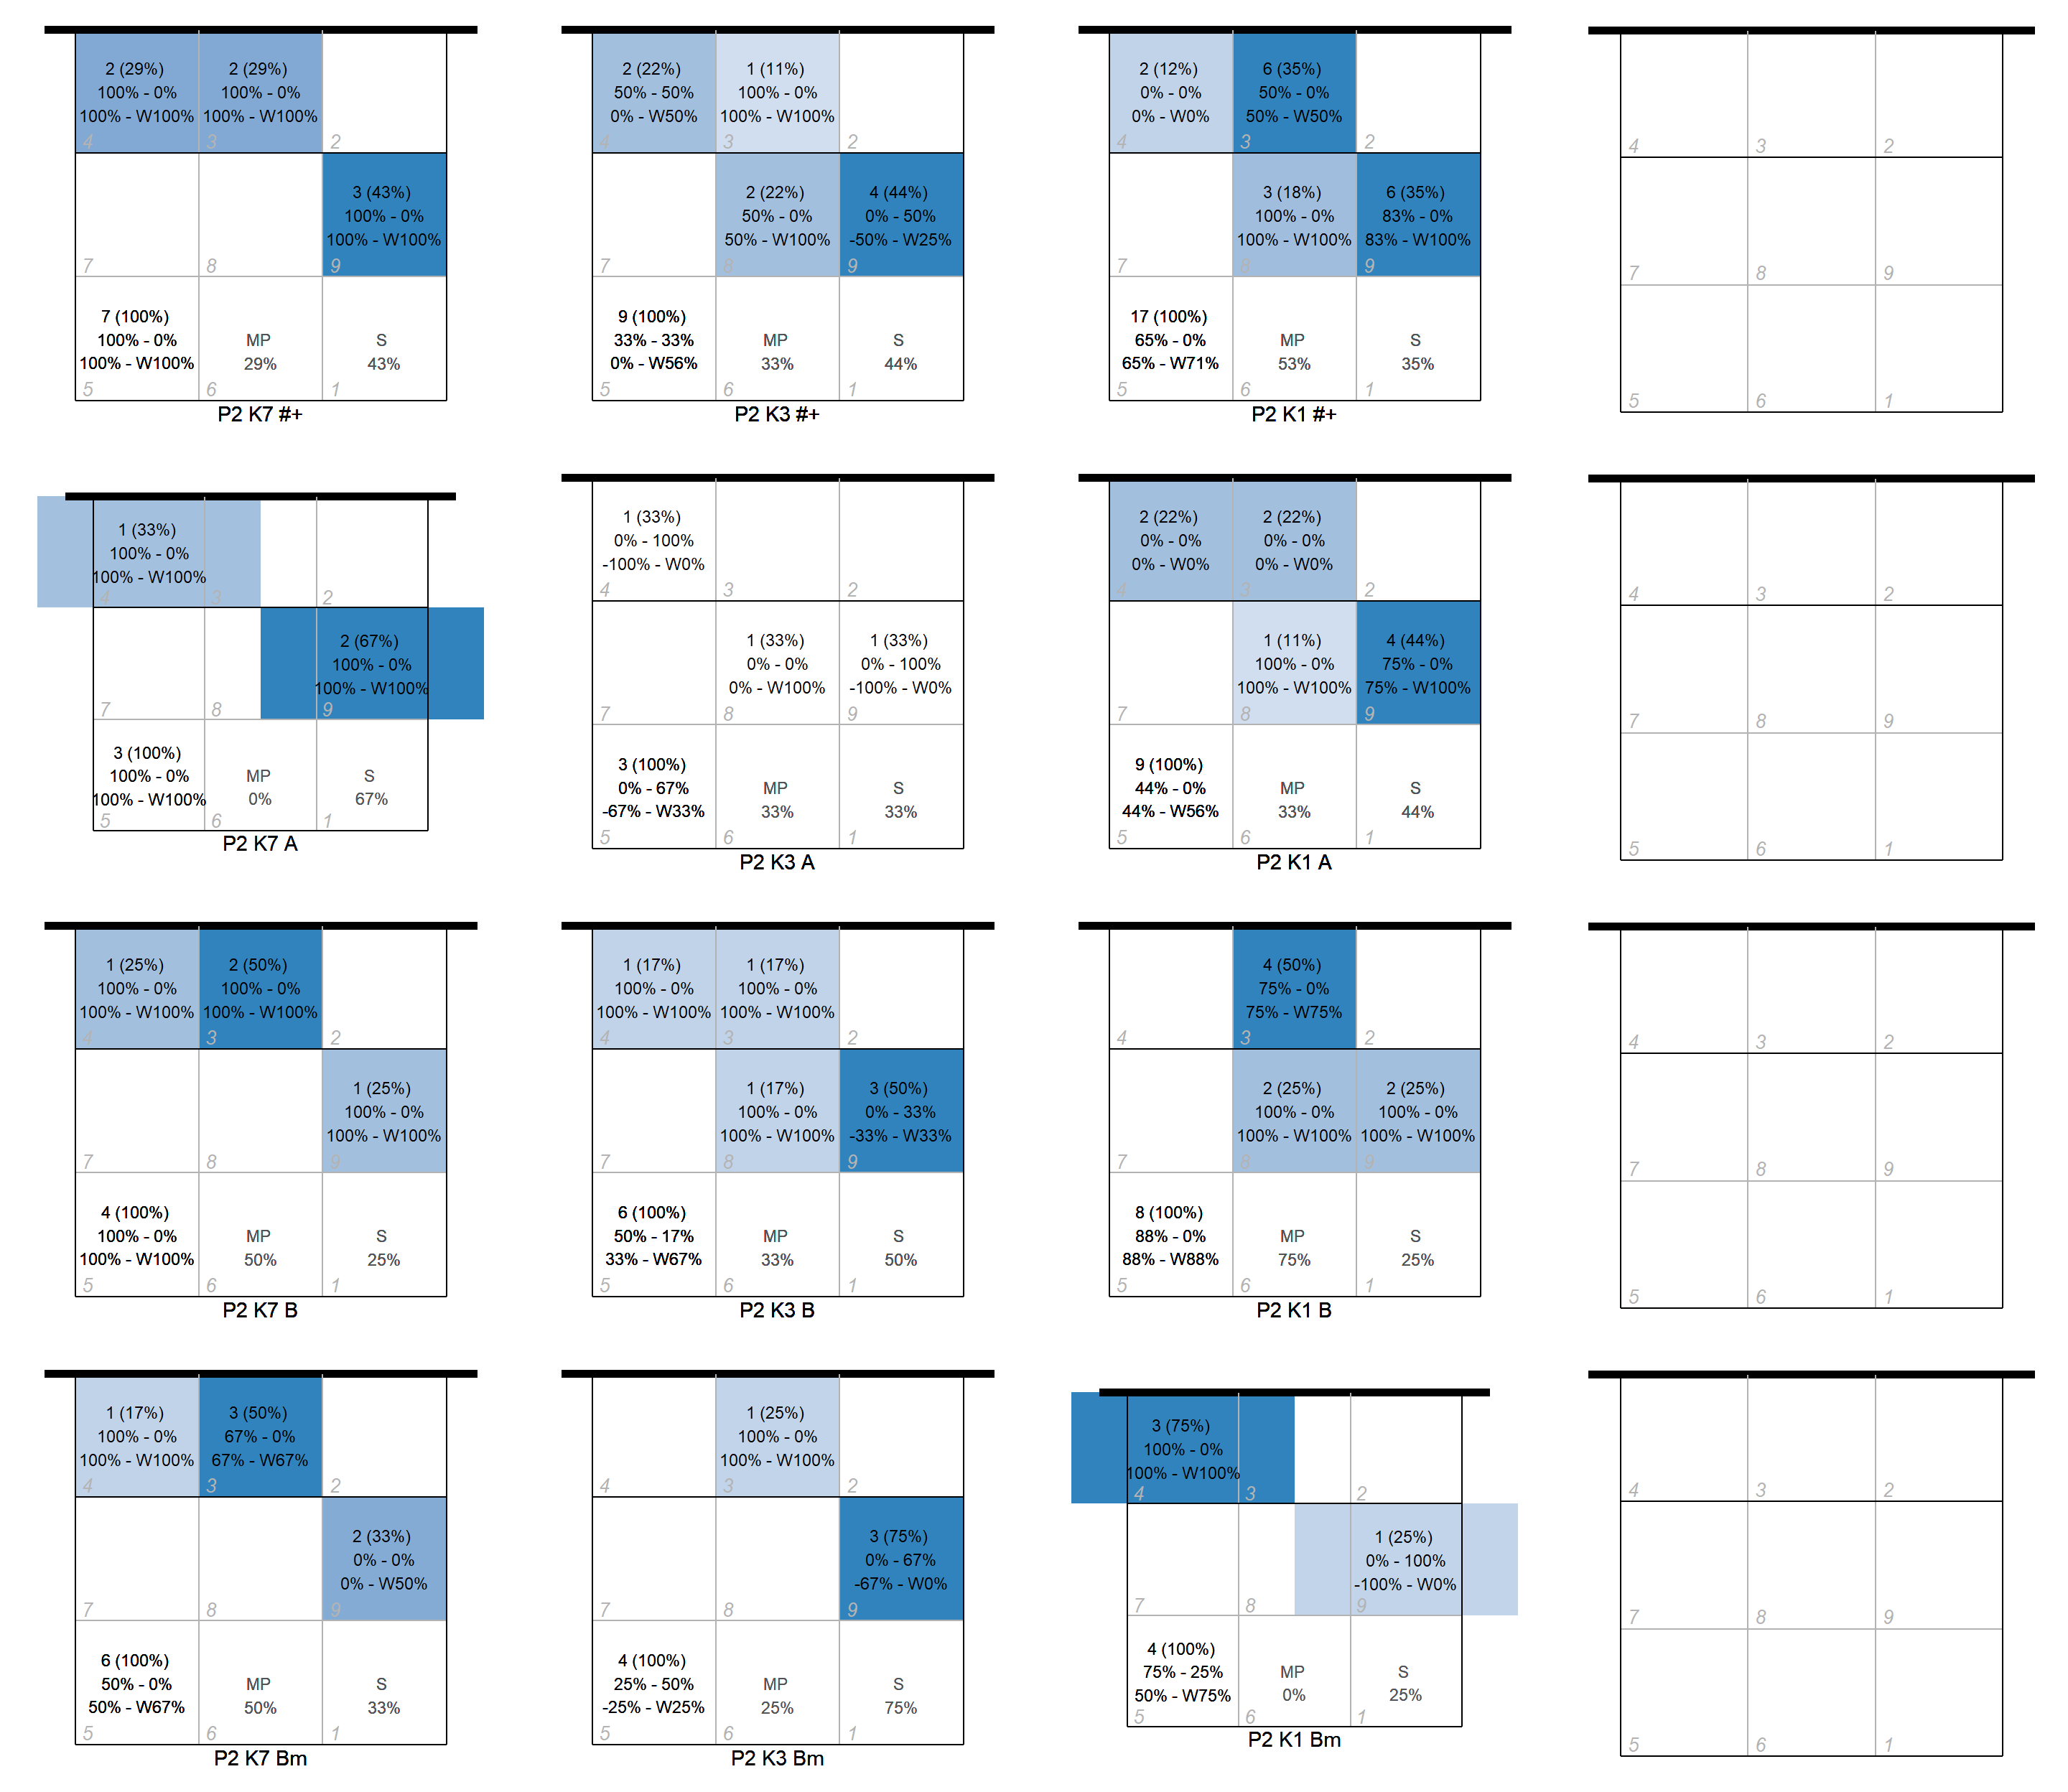 2 (29%)
100% - 0%
100% - W100%
4
2 (29%)
100% - 0%
100% - W100%
3
2
7
8
3 (43%)
100% - 0%
100% - W100%
9
7 (100%)
100% - 0%
100% - W100%
5
MP
29%
6
S
43%
1
P2 K7 #+
2 (22%)
50% - 50%
0% - W50%
4
1 (11%)
100% - 0%
100% - W100%
3
2
7
2 (22%)
50% - 0%
50% - W100%
8
4 (44%)
0% - 50%
-50% - W25%
9
9 (100%)
33% - 33%
0% - W56%
5
MP
33%
6
S
44%
1
P2 K3 #+
2 (12%)
0% - 0%
0% - W0%
4
6 (35%)
50% - 0%
50% - W50%
3
2
7
3 (18%)
100% - 0%
100% - W100%
8
6 (35%)
83% - 0%
83% - W100%
9
17 (100%)
65% - 0%
65% - W71%
5
MP
53%
6
S
35%
1
P2 K1 #+
4
3
2
7
8
9
5
6
1
1 (33%)
100% - 0%
100% - W100%
4
3
2
7
8
2 (67%)
100% - 0%
100% - W100%
9
3 (100%)
100% - 0%
100% - W100%
5
MP
0%
6
S
67%
1
P2 K7 A
1 (33%)
0% - 100%
-100% - W0%
4
3
2
7
1 (33%)
0% - 0%
0% - W100%
8
1 (33%)
0% - 100%
-100% - W0%
9
3 (100%)
0% - 67%
-67% - W33%
5
MP
33%
6
S
33%
1
P2 K3 A
2 (22%)
0% - 0%
0% - W0%
4
2 (22%)
0% - 0%
0% - W0%
3
2
7
1 (11%)
100% - 0%
100% - W100%
8
4 (44%)
75% - 0%
75% - W100%
9
9 (100%)
44% - 0%
44% - W56%
5
MP
33%
6
S
44%
1
P2 K1 A
4
3
2
7
8
9
5
6
1
1 (25%)
100% - 0%
100% - W100%
4
2 (50%)
100% - 0%
100% - W100%
3
2
7
8
1 (25%)
100% - 0%
100% - W100%
9
4 (100%)
100% - 0%
100% - W100%
5
MP
50%
6
S
25%
1
P2 K7 B
1 (17%)
100% - 0%
100% - W100%
4
1 (17%)
100% - 0%
100% - W100%
3
2
7
1 (17%)
100% - 0%
100% - W100%
8
3 (50%)
0% - 33%
-33% - W33%
9
6 (100%)
50% - 17%
33% - W67%
5
MP
33%
6
S
50%
1
P2 K3 B
4
4 (50%)
75% - 0%
75% - W75%
3
2
7
2 (25%)
100% - 0%
100% - W100%
8
2 (25%)
100% - 0%
100% - W100%
9
8 (100%)
88% - 0%
88% - W88%
5
MP
75%
6
S
25%
1
P2 K1 B
4
3
2
7
8
9
5
6
1
1 (17%)
100% - 0%
100% - W100%
4
3 (50%)
67% - 0%
67% - W67%
3
2
7
8
2 (33%)
0% - 0%
0% - W50%
9
6 (100%)
50% - 0%
50% - W67%
5
MP
50%
6
S
33%
1
P2 K7 Bm
4
1 (25%)
100% - 0%
100% - W100%
3
2
7
8
3 (75%)
0% - 67%
-67% - W0%
9
4 (100%)
25% - 50%
-25% - W25%
5
MP
25%
6
S
75%
1
P2 K3 Bm
3 (75%)
100% - 0%
100% - W100%
4
3
2
7
8
1 (25%)
0% - 100%
-100% - W0%
9
4 (100%)
75% - 25%
50% - W75%
5
MP
0%
6
S
25%
1
P2 K1 Bm
4
3
2
7
8
9
5
6
1